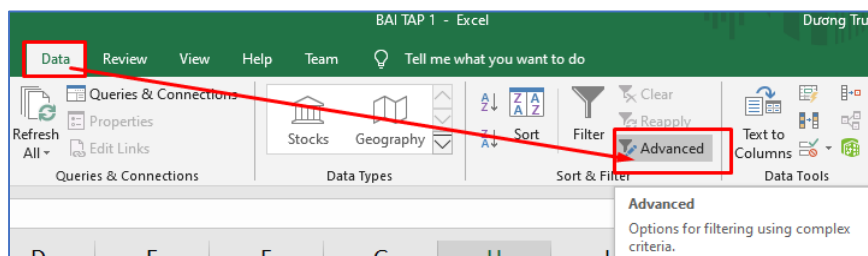 BAI TAP 1 - Excel
Dương Tru
Data Review View Help Team Tell me what you want to do
Queries & Connections
Properties
Edit Links
Refresh
All
Queries & Connections
Stocks Geography
Data Types
Sort
Filter
Clear
Reapply
Advanced
Sort & Filter
Text to
Columns
Data Tools
Advanced
Options for filtering using complex
criteria.